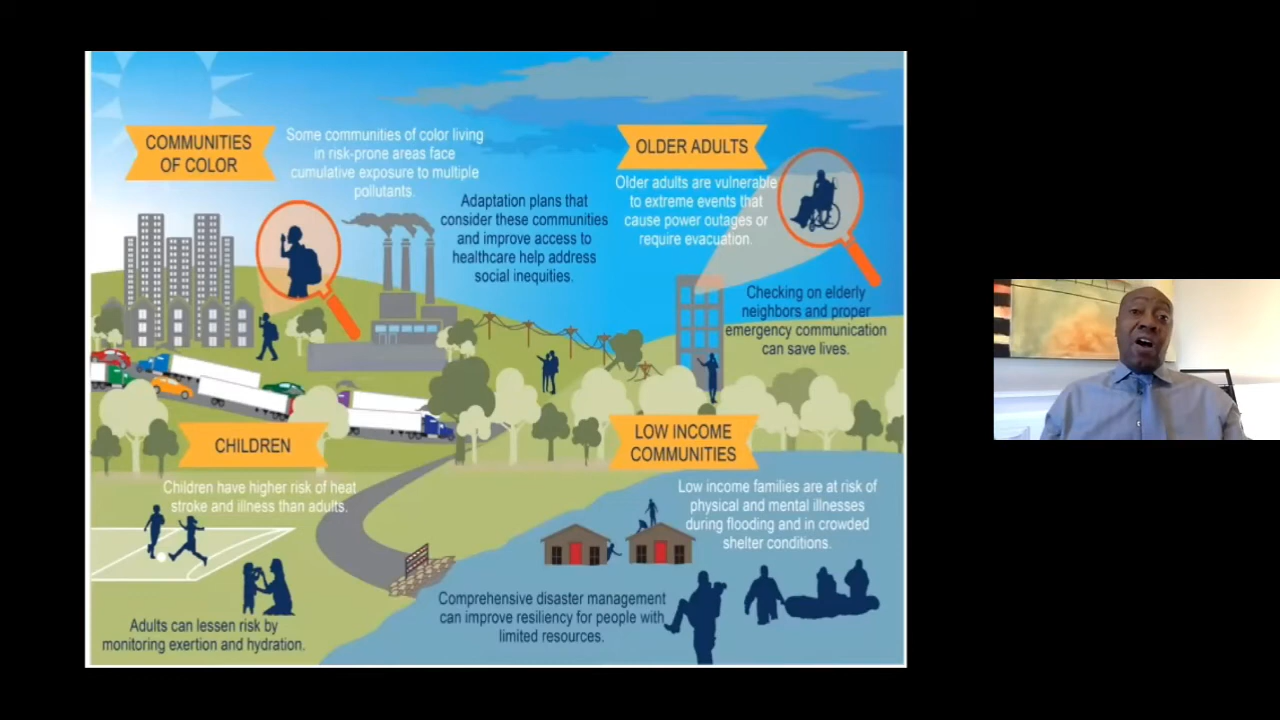 COMMUNITIES
OF COLOR
Some communities of color living
in risk-prone areas face
cumulative exposure to multiple
pollutants.
Adaptation plans that
consider these communities
and improve access to
healthcare help address
social inequities.
OLDER ADULTS
Older adults are vulnerable
to extreme events that
cause power outages or
require evacuation.
Checking on elderly
neighbors and proper
emergency communication
can save lives.
CHILDREN
Children have higher risk of heat
stroke and illness than adults.
Adults can lessen risk by
monitoring exertion and hydration.
LOW INCOME
COMMUNITIES
Low income families are at risk of
physical and mental illnesses
during flooding and in crowded
shelter conditions.
Comprehensive disaster management
can improve resiliency for people with
limited resources.